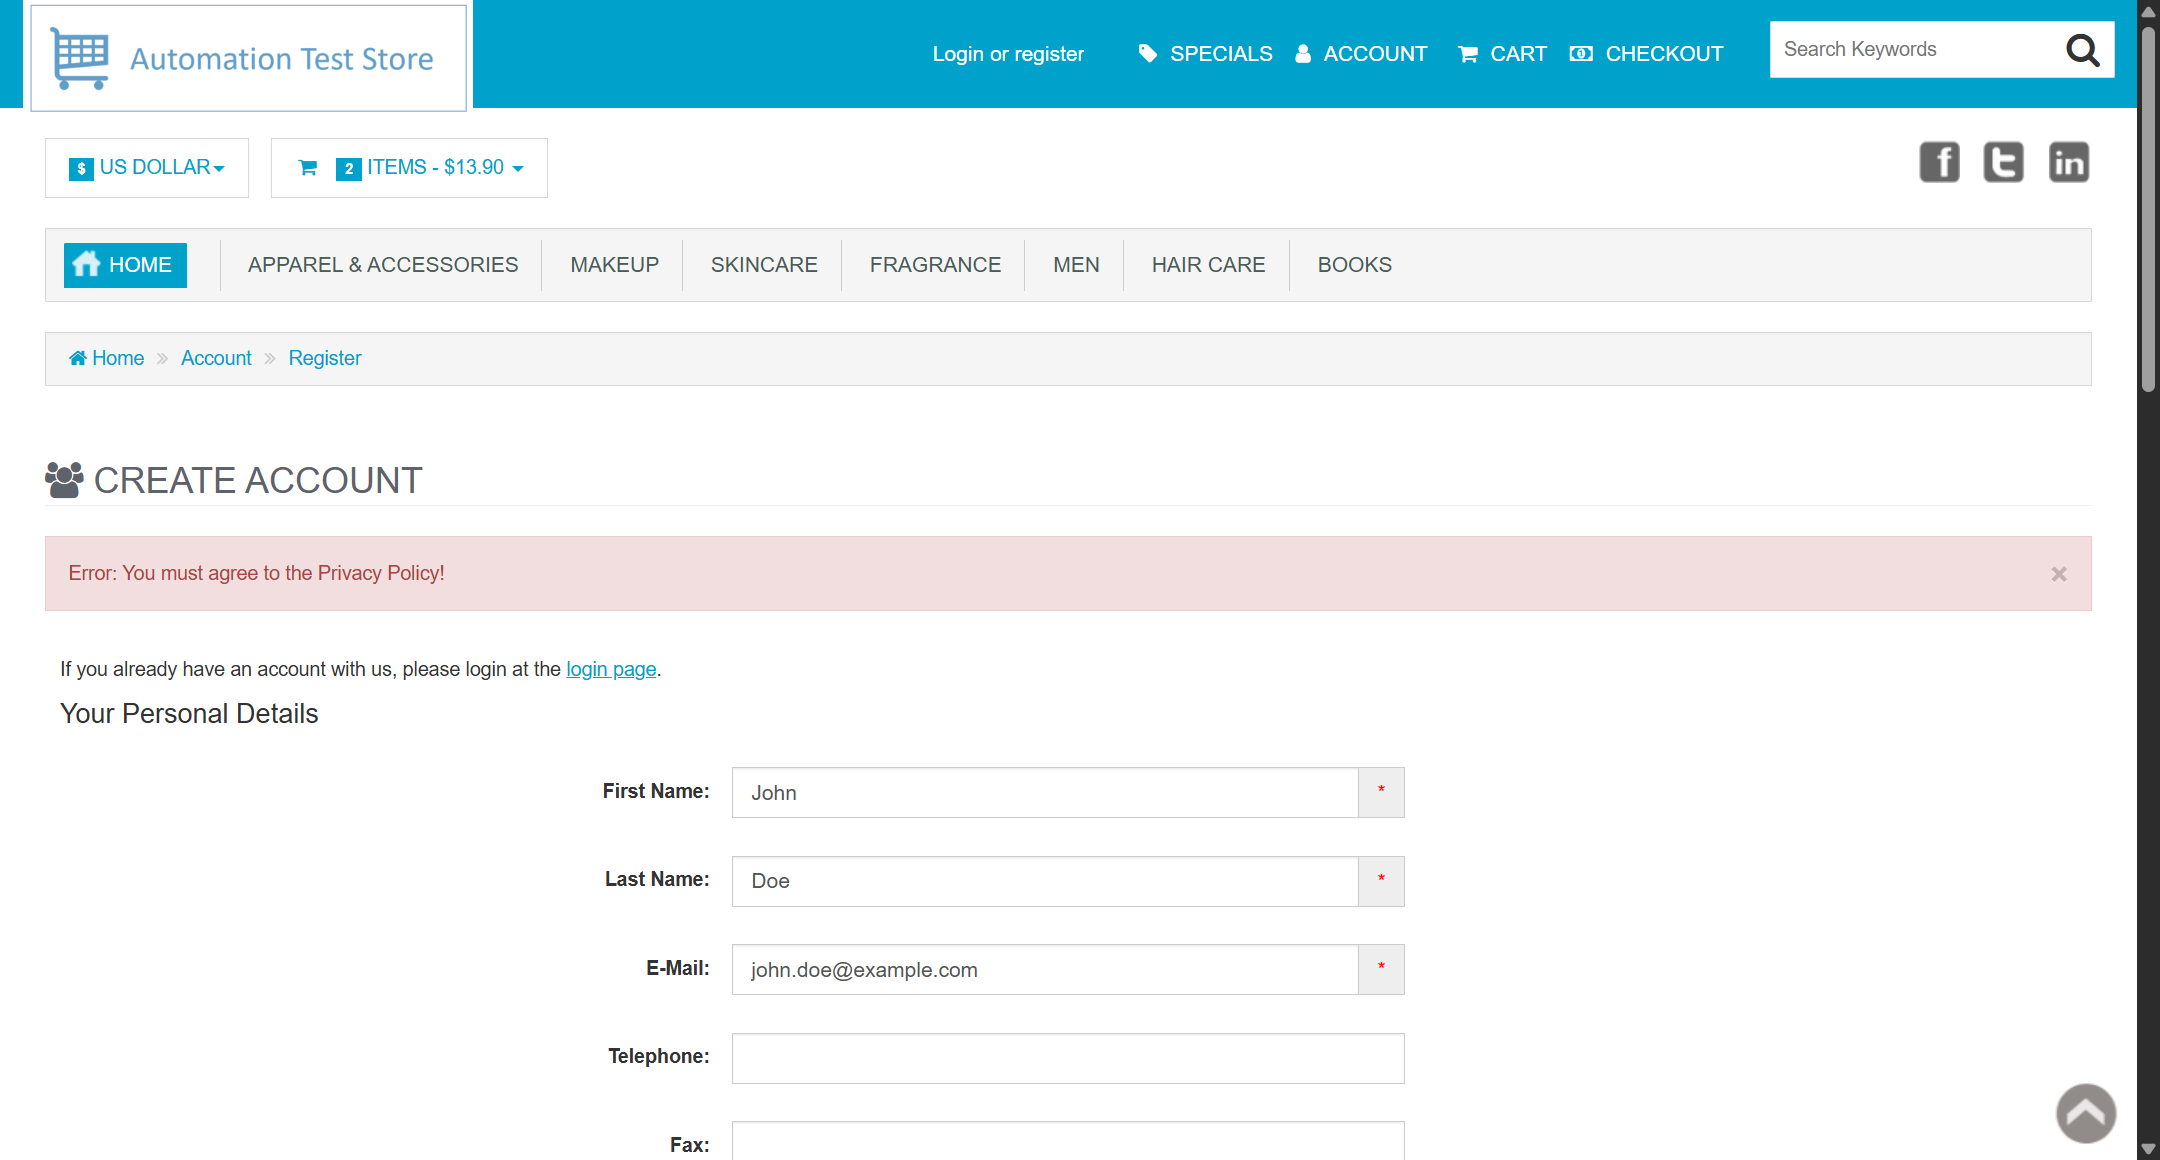 Automation Test Store
Login or register SPECIALS ACCOUNT CART CHECKOUT Search Keywords
$ US DOLLAR 2 ITEMS - $13.90
HOME APPAREL & ACCESSORIES MAKEUP SKINCARE FRAGRANCE MEN HAIR CARE BOOKS
Home » Account » Register
CREATE ACCOUNT
Error: You must agree to the Privacy Policy! ×
If you already have an account with us, please login at the login page.
Your Personal Details
First Name: John *
Last Name: Doe *
E-Mail: john.doe@example.com *
Telephone:
Fax: